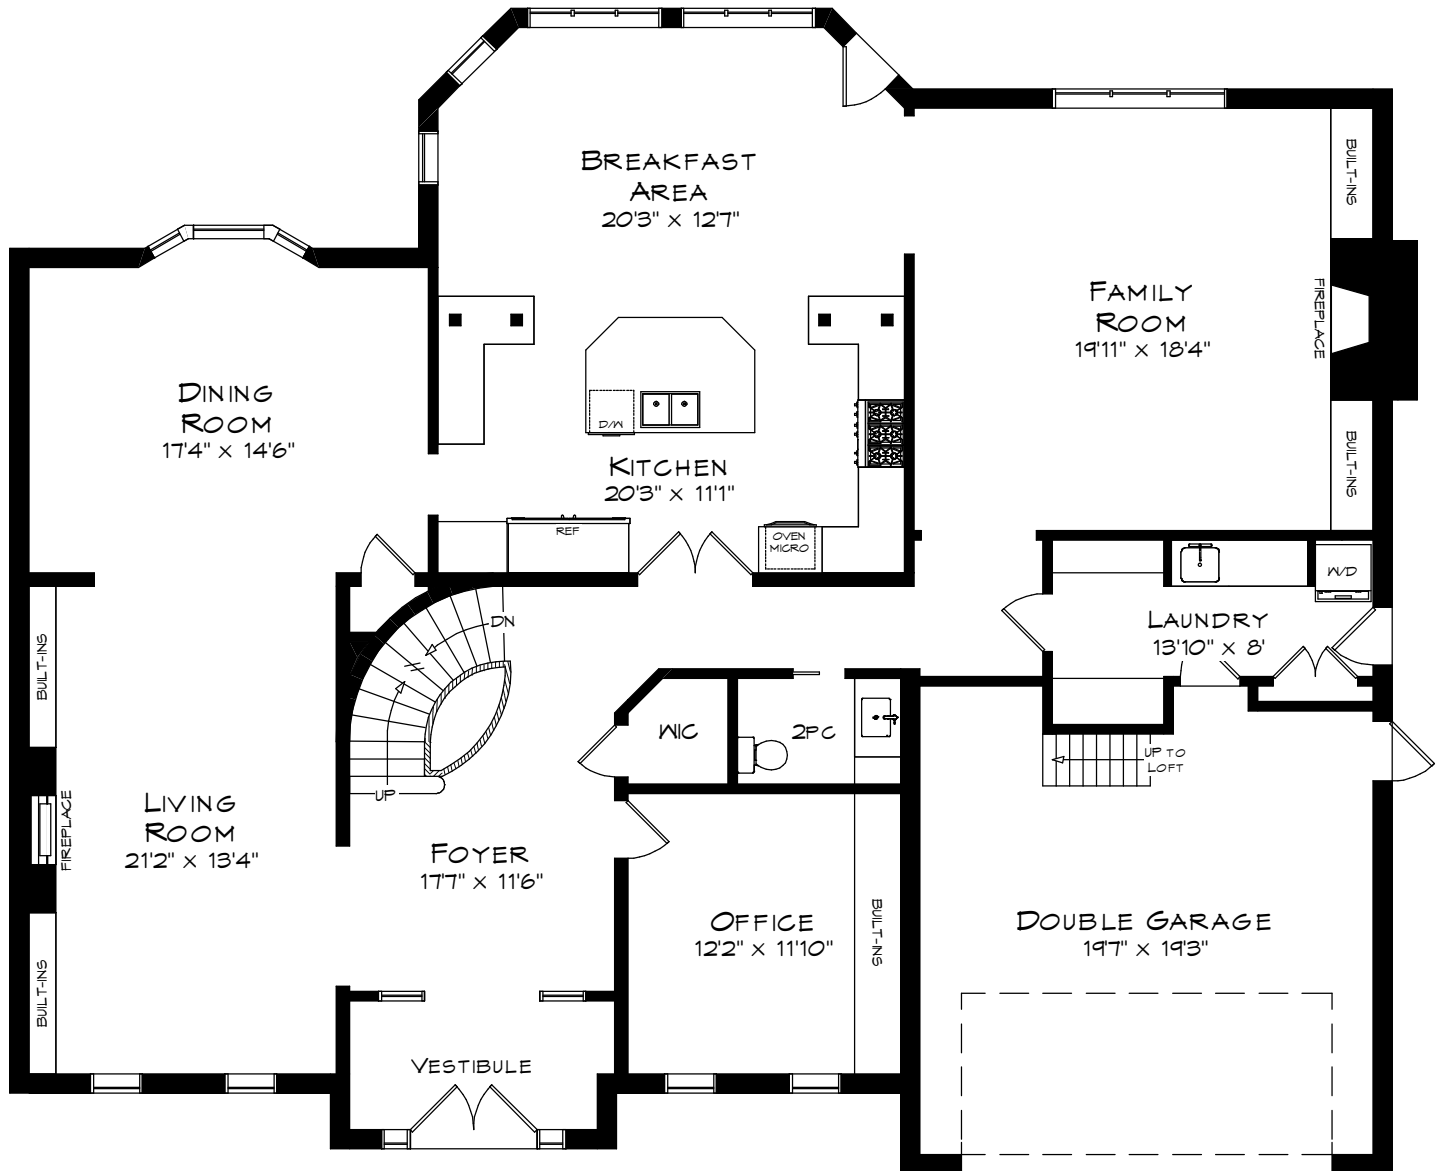 BREAKFAST
AREA
20'3" x 12'7"
BUILT-INS
FAMILY
ROOM
19'11" x 18'4"
FIREPLACE
DINING
ROOM
17'4" x 14'6"
D/W
KITCHEN
20'3" x 11'1"
BUILT-INS
REF
OVEN
MICRO
W/D
LAUNDRY
13'10" x 8'
DN
BUILT-INS
WIC
2PC
UP TO
LOFT
UP
LIVING
ROOM
21'2" x 13'4"
FIREPLACE
FOYER
17'7" x 11'6"
OFFICE
12'2" x 11'10"
BUILT-INS
DOUBLE GARAGE
19'7" x 19'3"
BUILT-INS
VESTIBULE